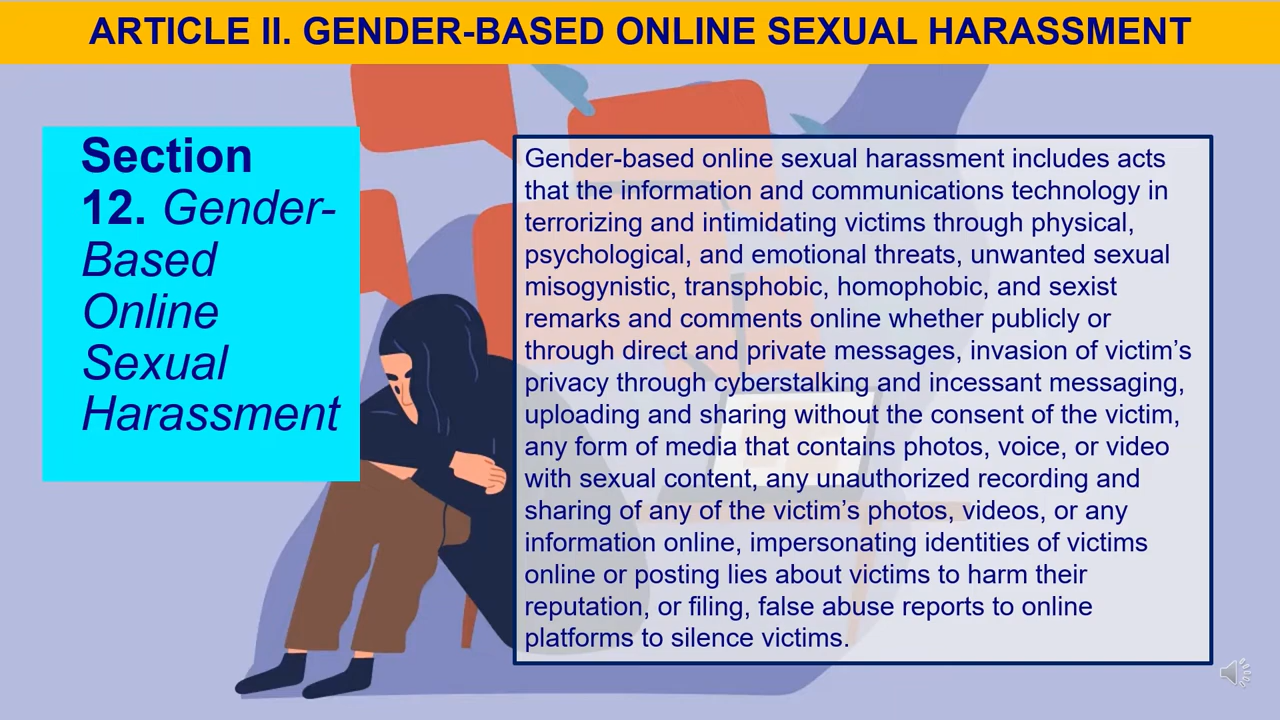 ARTICLE II. GENDER-BASED ONLINE SEXUAL HARASSMENT
Section
12. Gender-
Based
Online
Sexual
Harassment
Gender-based online sexual harassment includes acts
that the information and communications technology in
terrorizing and intimidating victims through physical,
psychological, and emotional threats, unwanted sexual
misogynistic, transphobic, homophobic, and sexist
remarks and comments online whether publicly or
through direct and private messages, invasion of victim’s
privacy through cyberstalking and incessant messaging,
uploading and sharing without the consent of the victim,
any form of media that contains photos, voice, or video
with sexual content, any unauthorized recording and
sharing of any of the victim’s photos, videos, or any
information online, impersonating identities of victims
online or posting lies about victims to harm their
reputation, or filing, false abuse reports to online
platforms to silence victims.